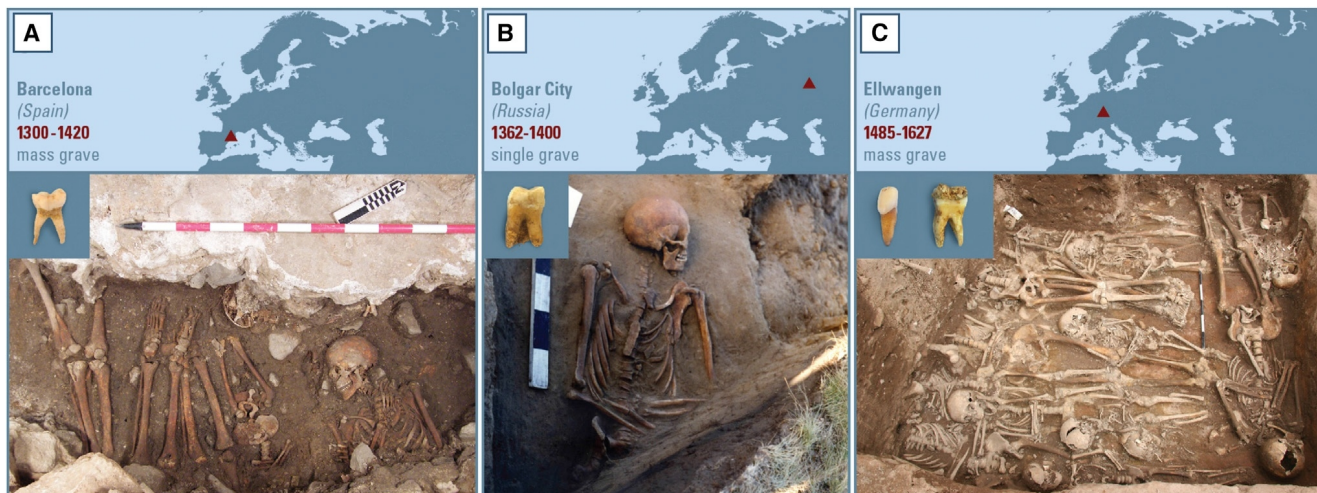 A
Barcelona
(Spain)
1300-1420
mass grave
B
Bolgar City
(Russia)
1362-1400
single grave
C
Ellwangen
(Germany)
1485-1627
mass grave